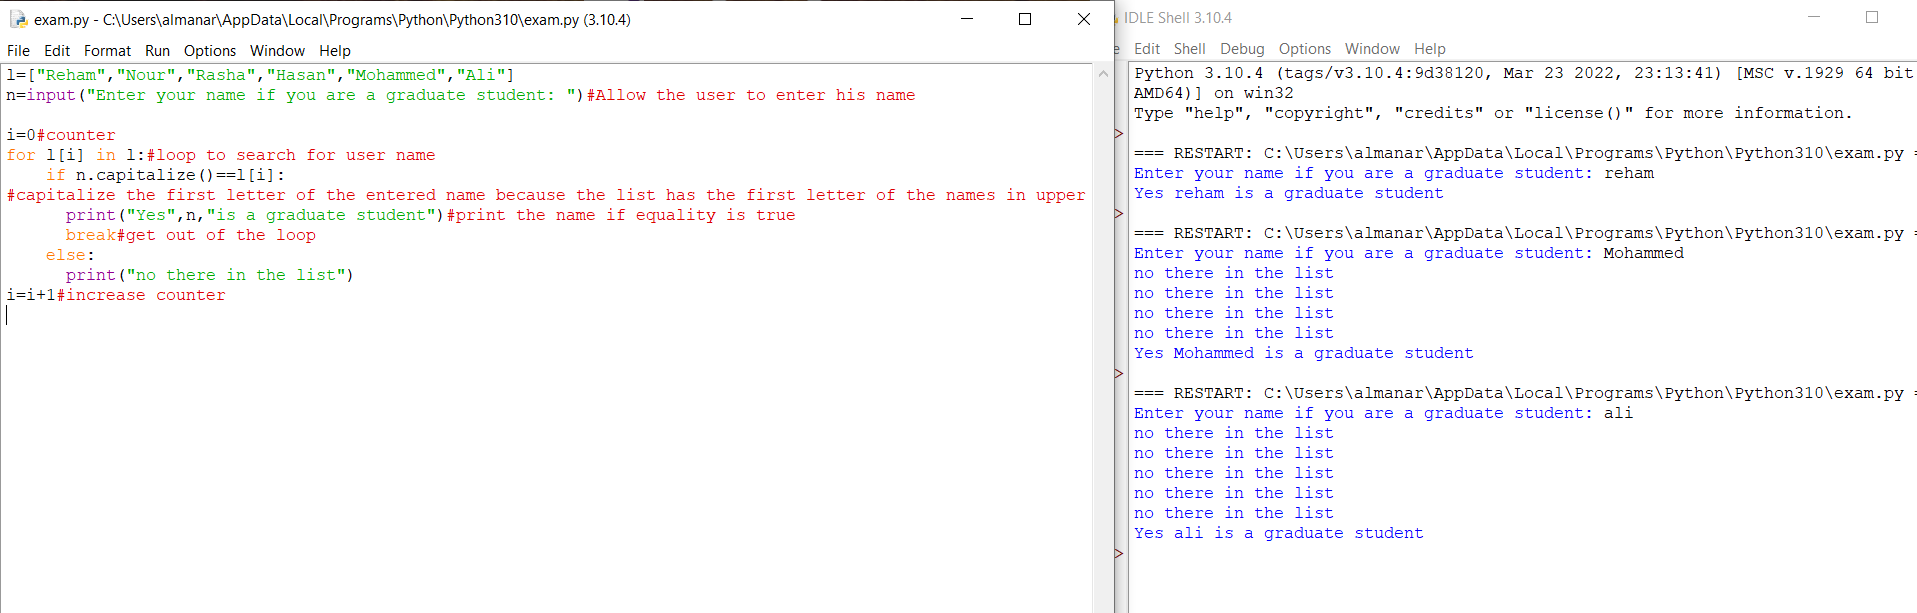 exam.py - C:\Users\almanar\AppData\Local\Programs\Python\Python310\exam.py (3.10.4)
File Edit Format Run Options Window Help
l=["Reham","Nour","Rasha","Hasan","Mohammed","Ali"]
n=input("Enter your name if you are a graduate student: ")#Allow the user to enter his name
i=0#counter
for l[i] in l:#loop to search for user name
    if n.capitalize()==l[i]:
#capitalize the first letter of the entered name because the list has the first letter of the names in upper
      print("Yes",n,"is a graduate student")#print the name if equality is true
      break#get out of the loop
    else:
      print("no there in the list")
i=i+1#increase counter
IDLE Shell 3.10.4
e Edit Shell Debug Options Window Help
Python 3.10.4 (tags/v3.10.4:9d38120, Mar 23 2022, 23:13:41) [MSC v.1929 64 bit
AMD64)] on win32
Type "help", "copyright", "credits" or "license()" for more information.
>
=== RESTART: C:\Users\almanar\AppData\Local\Programs\Python\Python310\exam.py =
Enter your name if you are a graduate student: reham
Yes reham is a graduate student
>
=== RESTART: C:\Users\almanar\AppData\Local\Programs\Python\Python310\exam.py =
Enter your name if you are a graduate student: Mohammed
no there in the list
no there in the list
no there in the list
no there in the list
Yes Mohammed is a graduate student
>
=== RESTART: C:\Users\almanar\AppData\Local\Programs\Python\Python310\exam.py =
Enter your name if you are a graduate student: ali
no there in the list
no there in the list
no there in the list
no there in the list
no there in the list
Yes ali is a graduate student
>